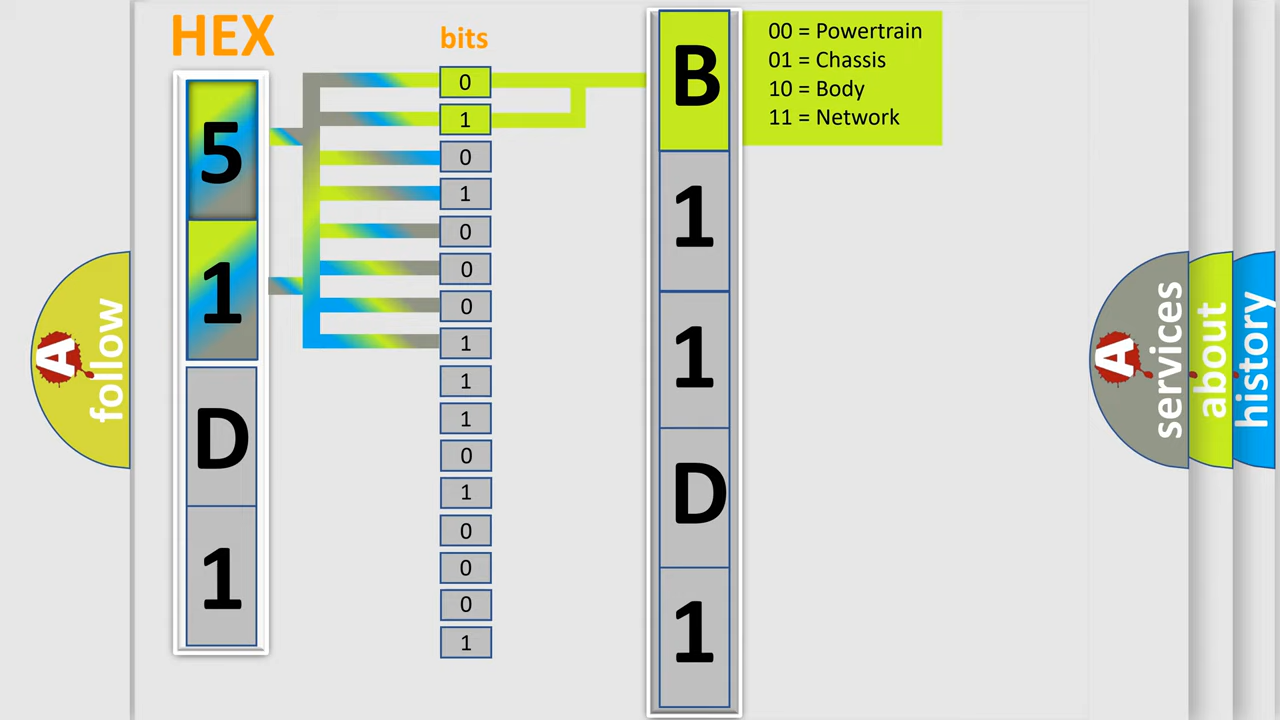 HEX
bits
5
1
D
1
0
1
0
1
0
0
0
1
1
1
0
1
0
0
0
1
B
1
1
D
1
00 = Powertrain
01 = Chassis
10 = Body
11 = Network
A
follow
A
services
about
history